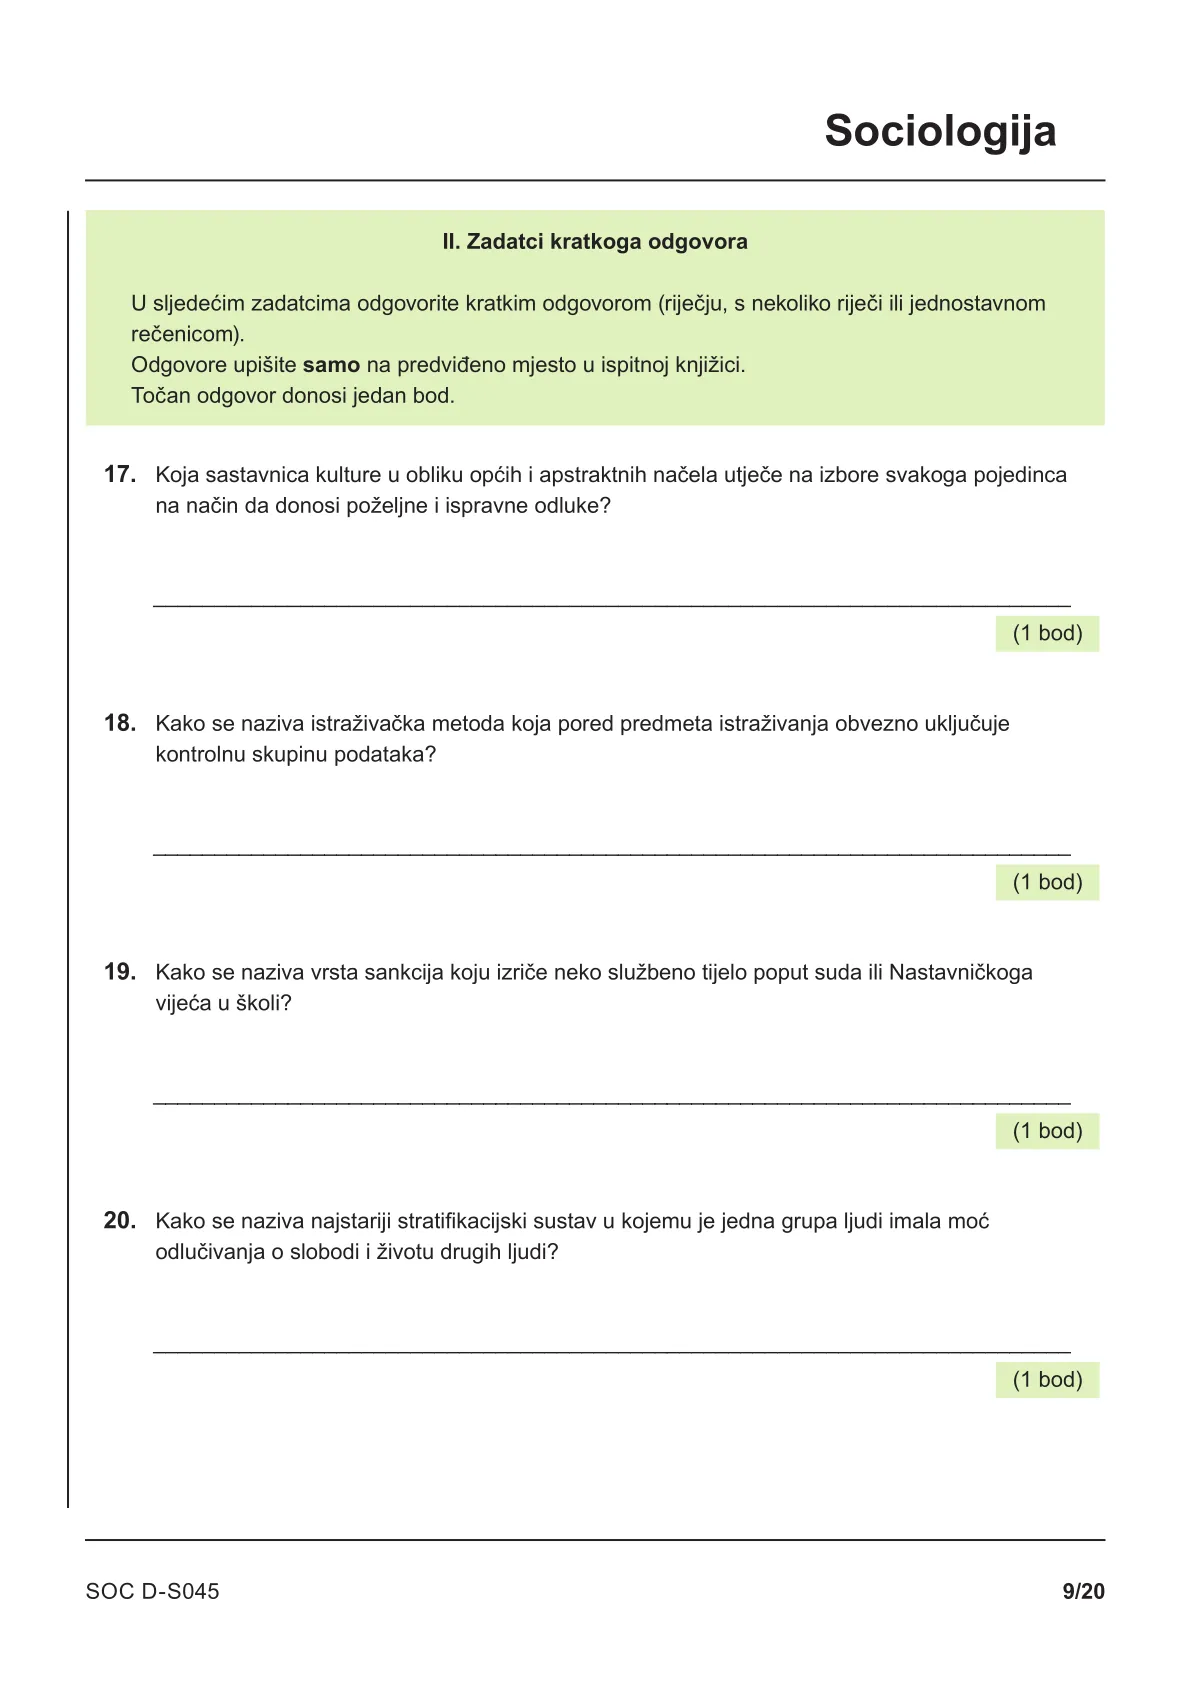 Sociologija
II. Zadatci kratkoga odgovora
U sljedećim zadatcima odgovorite kratkim odgovorom (riječju, s nekoliko riječi ili jednostavnom
rečenicom).
Odgovore upišite samo na predviđeno mjesto u ispitnoj knjižici.
Točan odgovor donosi jedan bod.
17. Koja sastavnica kulture u obliku općih i apstraktnih načela utječe na izbore svakoga pojedinca
na način da donosi poželjne i ispravne odluke?
(1 bod)
18. Kako se naziva istraživačka metoda koja pored predmeta istraživanja obvezno uključuje
kontrolnu skupinu podataka?
(1 bod)
19. Kako se naziva vrsta sankcija koju izriče neko službeno tijelo poput suda ili Nastavničkoga
vijeća u školi?
(1 bod)
20. Kako se naziva najstariji stratifikacijski sustav u kojemu je jedna grupa ljudi imala moć
odlučivanja o slobodi i životu drugih ljudi?
(1 bod)
SOC D-S045
9/20